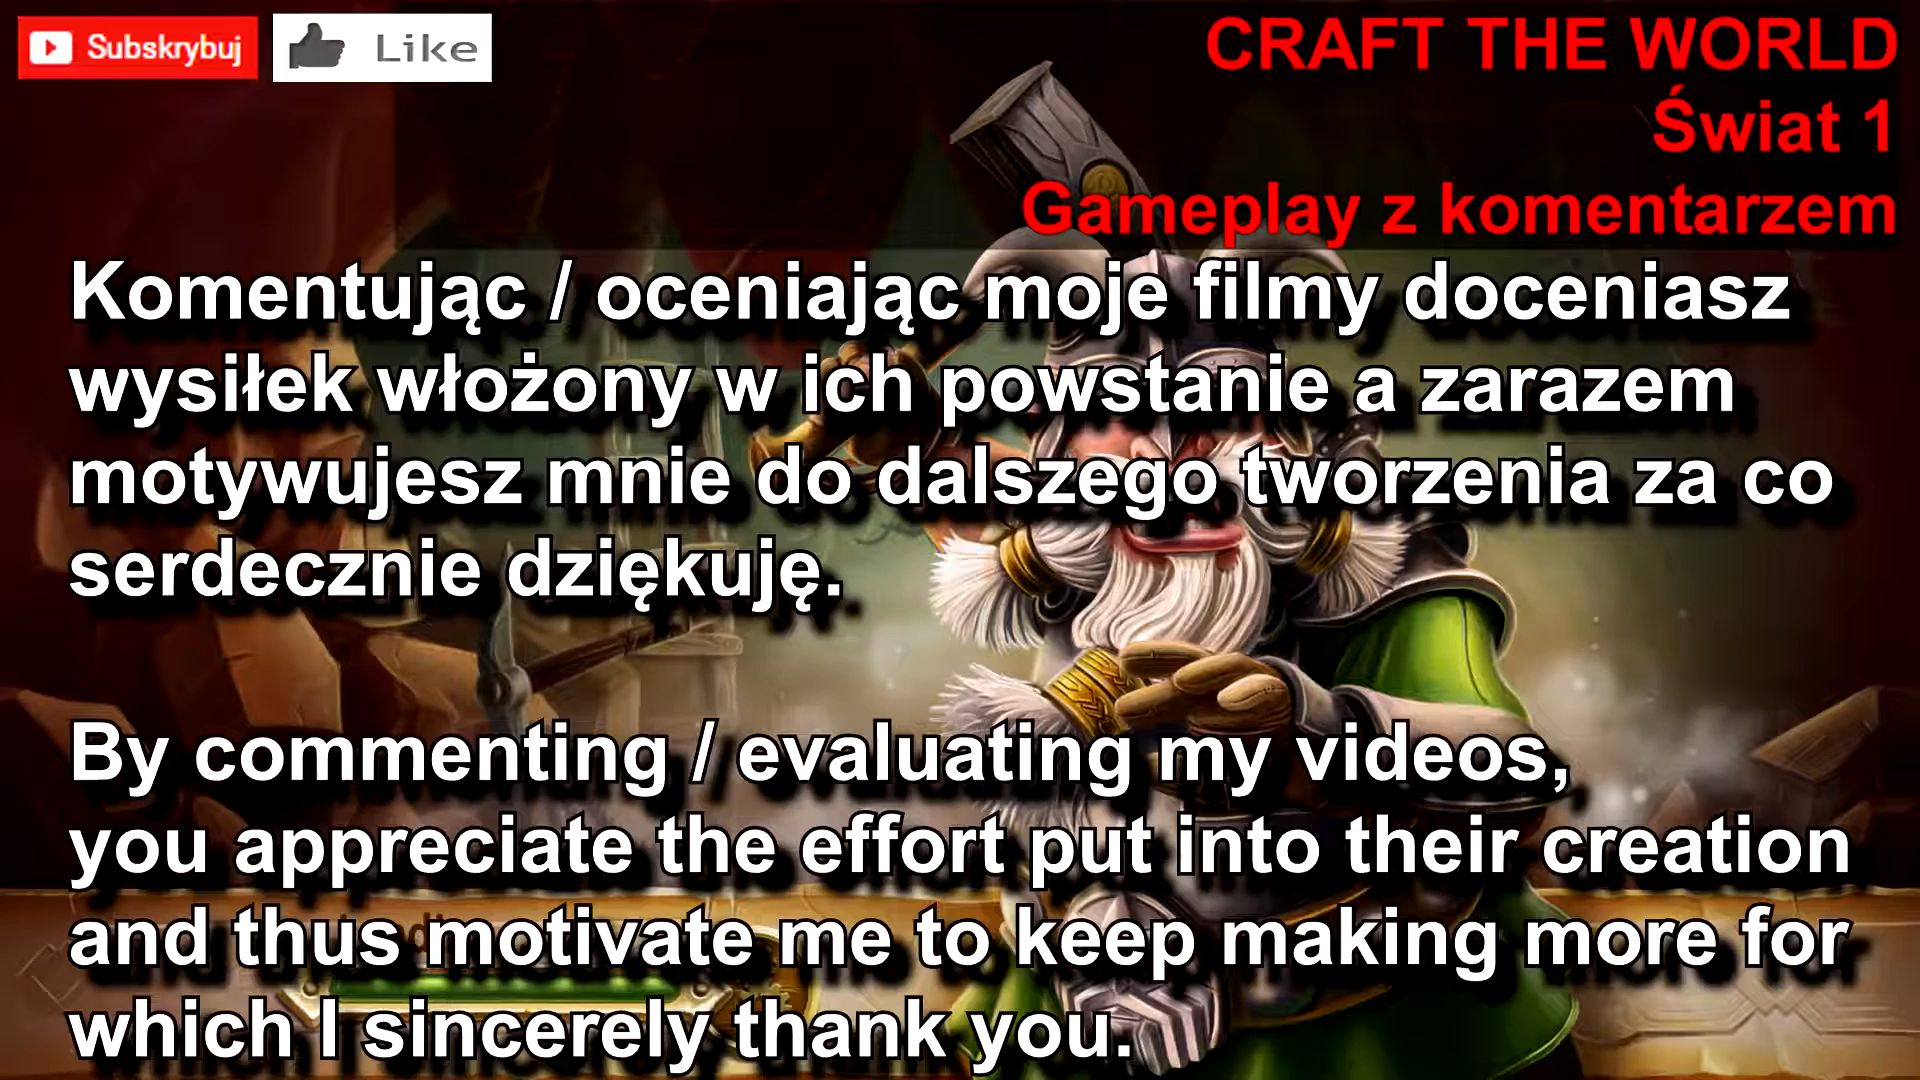 Subskrybuj
Like
CRAFT THE WORLD
Świat 1
Gameplay z komentarzem
Komentując / oceniając moje filmy doceniasz
wysiłek włożony w ich powstanie a zarazem
motywujesz mnie do dalszego tworzenia za co
serdecznie dziękuję.
By commenting / evaluating my videos,
you appreciate the effort put into their creation
and thus motivate me to keep making more for
which I sincerely thank you.